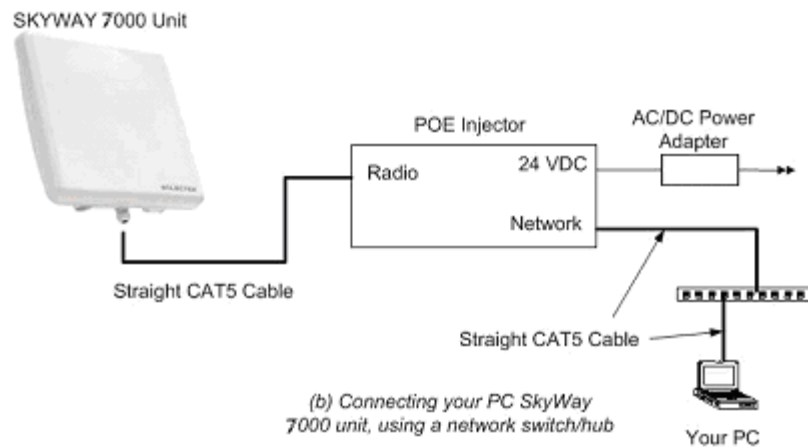 SKYWAY 7000 Unit
POE Injector
AC/DC Power
Adapter
Radio
24 VDC
Network
Straight CAT5 Cable
Straight CAT5 Cable
(b) Connecting your PC SkyWay
7000 unit, using a network switch/hub
Your PC